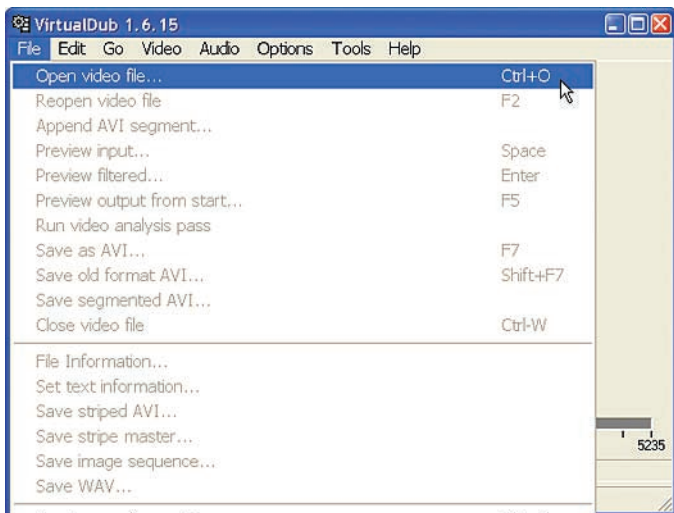 VirtualDub 1.6.15
File Edit Go Video Audio Options Tools Help
Open video file... Ctrl+O
Reopen video file F2
Append AVI segment...
Preview input... Space
Preview filtered... Enter
Preview output from start... F5
Run video analysis pass
Save as AVI... F7
Save old format AVI... Shift+F7
Save segmented AVI...
Close video file Ctrl-W
File Information...
Set text information...
Save striped AVI...
Save stripe master...
5235
Save image sequence...
Save WAV...